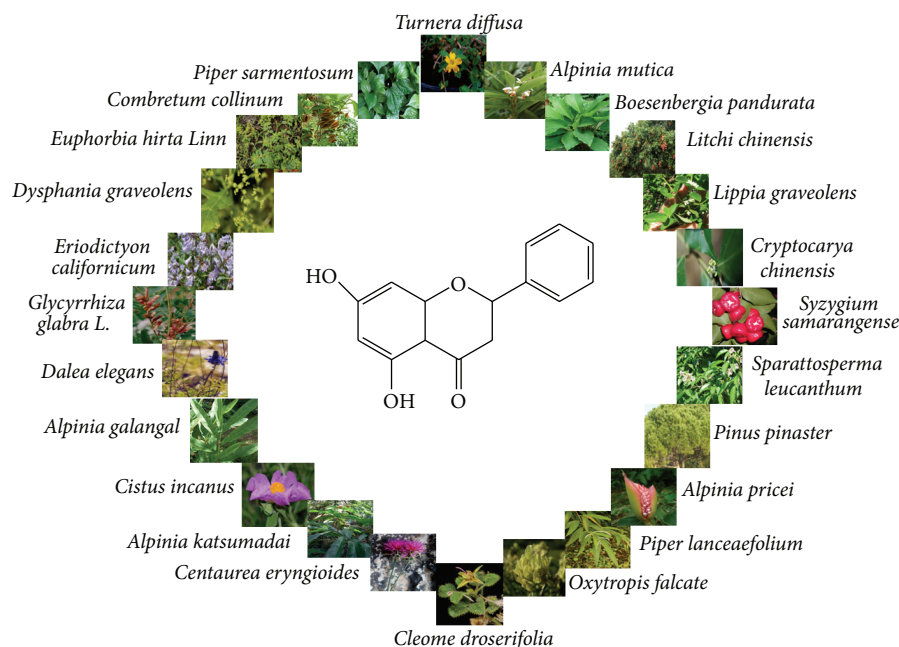 Turnera diffusa
Piper sarmentosum
Alpinia mutica
Combretum collinum
Boesenbergia pandurata
Euphorbia hirta Linn
Litchi chinensis
Dysphania graveolens
Lippia graveolens
Eriodictyon
californicum
Cryptocarya
chinensis
Glycyrrhiza
glabra L.
Syzygium
samarangense
Dalea elegans
Sparattosperma
leucanthum
Alpinia galangal
Pinus pinaster
Cistus incanus
Alpinia pricei
Alpinia katsumadai
Piper lanceaefolium
Centaurea eryngioides
Oxytropis falcate
Cleome droserifolia
HO
O
OH
O